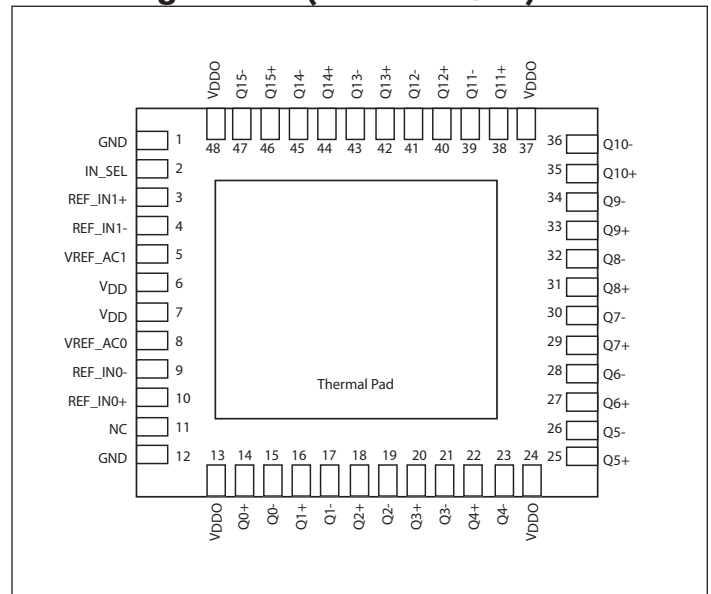 VDDO Q15- Q15+ Q14- Q14+ Q13- Q13+ Q12- Q12+ Q11- Q11+ VDDO
48 47 46 45 44 43 42 41 40 39 38 37
GND 1
IN_SEL 2
REF_IN1+ 3
REF_IN1- 4
VREF_AC1 5
VDD 6
VDD 7
VREF_AC0 8
REF_IN0- 9
REF_IN0+ 10
NC 11
GND 12
36 Q10-
35 Q10+
34 Q9-
33 Q9+
32 Q8-
31 Q8+
30 Q7-
29 Q7+
28 Q6-
27 Q6+
26 Q5-
25 Q5+
Thermal Pad
13 14 15 16 17 18 19 20 21 22 23 24
VDDO Q0+ Q0- Q1+ Q1- Q2+ Q2- Q3+ Q3- Q4+ Q4- VDDO